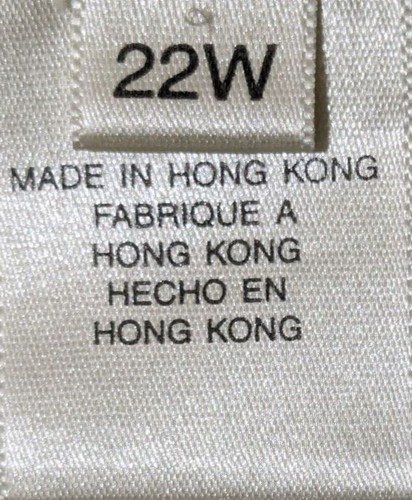 22W
MADE IN HONG KONG
FABRIQUE A
HONG KONG
HECHO EN
HONG KONG